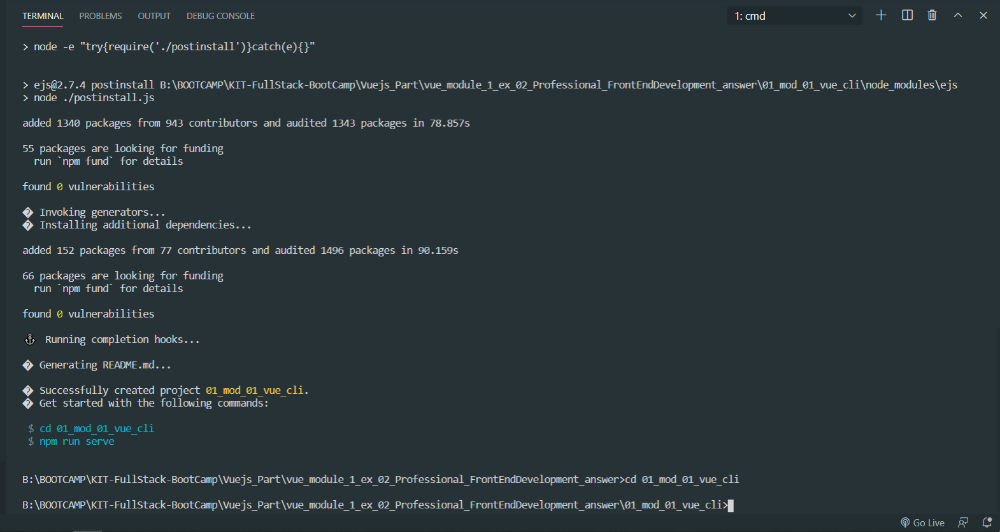 TERMINAL PROBLEMS OUTPUT DEBUG CONSOLE 1: cmd
> node -e "try{require('./postinstall')}catch(e){}"
> ejs@2.7.4 postinstall B:\BOOTCAMP\KIT-FullStack-BootCamp\Vuejs_Part\vue_module_1_ex_02_Professional_FrontEndDevelopment_answer\01_mod_01_vue_cli\node_modules\ejs
> node ./postinstall.js
added 1340 packages from 943 contributors and audited 1343 packages in 78.857s
55 packages are looking for funding
run `npm fund` for details
found 0 vulnerabilities
� Invoking generators...
� Installing additional dependencies...
added 152 packages from 77 contributors and audited 1496 packages in 90.159s
66 packages are looking for funding
run `npm fund` for details
found 0 vulnerabilities
⚓ Running completion hooks...
� Generating README.md...
� Successfully created project 01_mod_01_vue_cli.
� Get started with the following commands:
$ cd 01_mod_01_vue_cli
$ npm run serve
B:\BOOTCAMP\KIT-FullStack-BootCamp\Vuejs_Part\vue_module_1_ex_02_Professional_FrontEndDevelopment_answer>cd 01_mod_01_vue_cli
B:\BOOTCAMP\KIT-FullStack-BootCamp\Vuejs_Part\vue_module_1_ex_02_Professional_FrontEndDevelopment_answer\01_mod_01_vue_cli>
Go Live